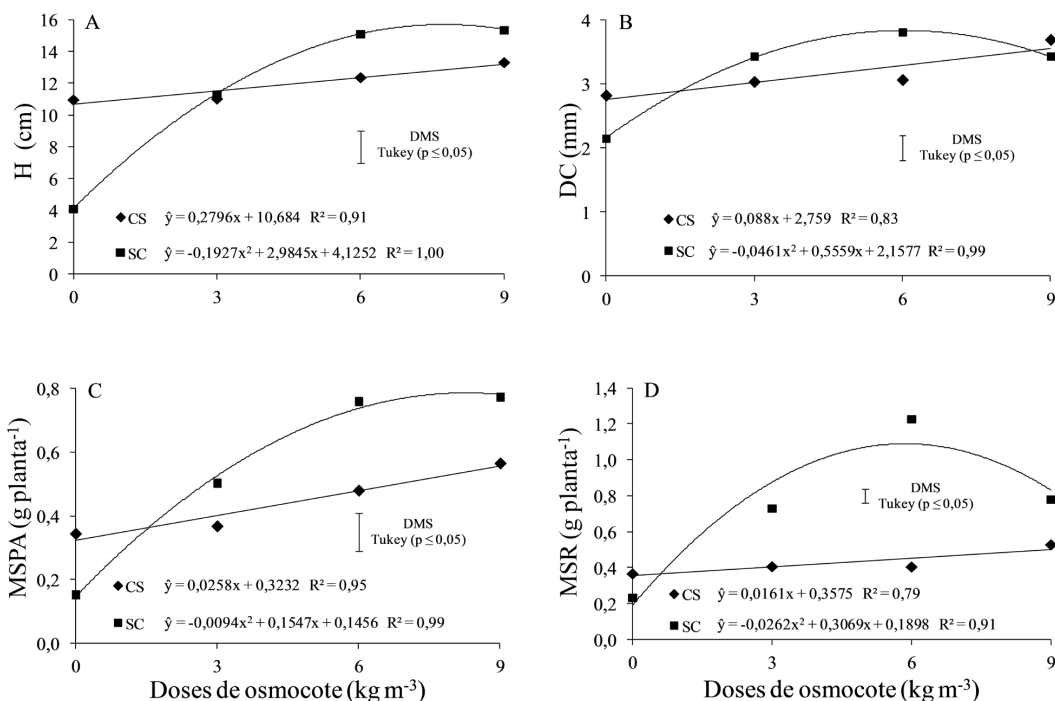 A
H (cm)
16
14
12
10
8
6
4
2
0
DMS
Tukey (p ≤ 0,05)
CS ŷ = 0,2796x + 10,684 R² = 0,91
SC ŷ = -0,1927x² + 2,9845x + 4,1252 R² = 1,00
0 3 6 9
B
DC (mm)
4
3
2
1
0
DMS
Tukey (p ≤ 0,05)
CS ŷ = 0,088x + 2,759 R² = 0,83
SC ŷ = -0,0461x² + 0,5559x + 2,1577 R² = 0,99
0 3 6 9
C
MSPA (g planta⁻¹)
0,8
0,6
0,4
0,2
0,0
DMS
Tukey (p ≤ 0,05)
CS ŷ = 0,0258x + 0,3232 R² = 0,95
SC ŷ = -0,0094x² + 0,1547x + 0,1456 R² = 0,99
0 3 6 9
Doses de osmocote (kg m⁻³)
D
MSR (g planta⁻¹)
1,4
1,2
1,0
0,8
0,6
0,4
0,2
0,0
DMS
Tukey (p ≤ 0,05)
CS ŷ = 0,0161x + 0,3575 R² = 0,79
SC ŷ = -0,0262x² + 0,3069x + 0,1898 R² = 0,91
0 3 6 9
Doses de osmocote (kg m⁻³)